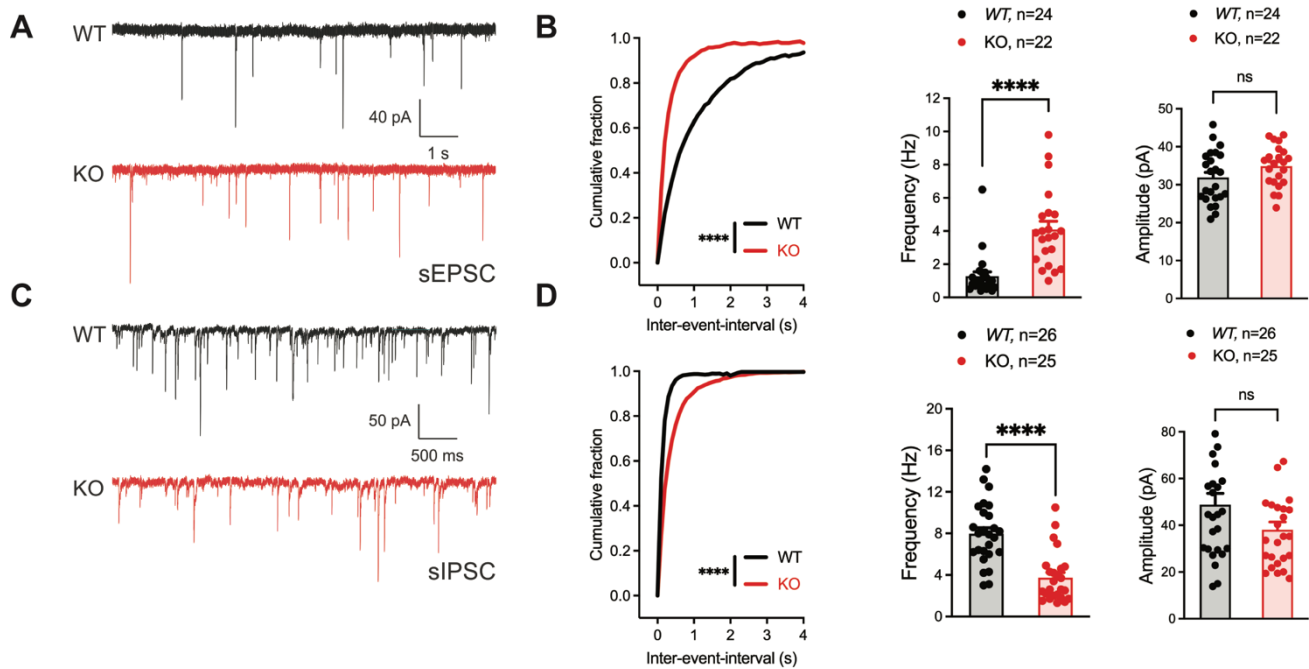 A
WT
40 pA
1 s
KO
sEPSC
B
1.0
0.8
0.6
0.4
0.2
0.0
Cumulative fraction
**** WT
KO
0 1 2 3 4
Inter-event-interval (s)
WT, n=24
KO, n=22
****
12
10
8
6
4
2
0
Frequency (Hz)
WT, n=24
KO, n=22
ns
50
40
30
20
10
0
Amplitude (pA)
C
WT
50 pA
500 ms
KO
sIPSC
D
1.0
0.8
0.6
0.4
0.2
0.0
Cumulative fraction
**** WT
KO
0 1 2 3 4
Inter-event-interval (s)
WT, n=26
KO, n=25
****
20
16
12
8
4
0
Frequency (Hz)
WT, n=26
KO, n=25
ns
80
60
40
20
0
Amplitude (pA)